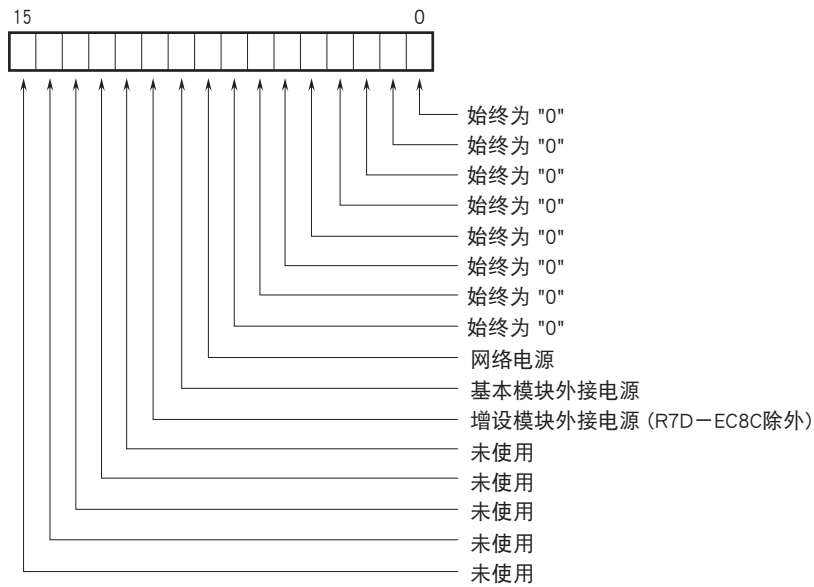 15 0
始终为 "0"
始终为 "0"
始终为 "0"
始终为 "0"
始终为 "0"
始终为 "0"
始终为 "0"
始终为 "0"
网络电源
基本模块外接电源
增设模块外接电源 (R7D－EC8C除外)
未使用
未使用
未使用
未使用
未使用